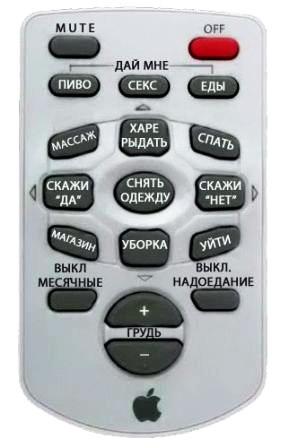 MUTE OFF
ДАЙ МНЕ
ПИВО СЕКС ЕДЫ
МАССАЖ
ХАРЕ
РЫДАТЬ
СПАТЬ
СКАЖИ
"ДА"
СНЯТЬ
ОДЕЖДУ
СКАЖИ
"НЕТ"
МАГАЗИН УБОРКА УЙТИ
ВЫКЛ
МЕСЯЧНЫЕ
ВЫКЛ.
НАДОЕДАНИЕ
+
ГРУДЬ
–